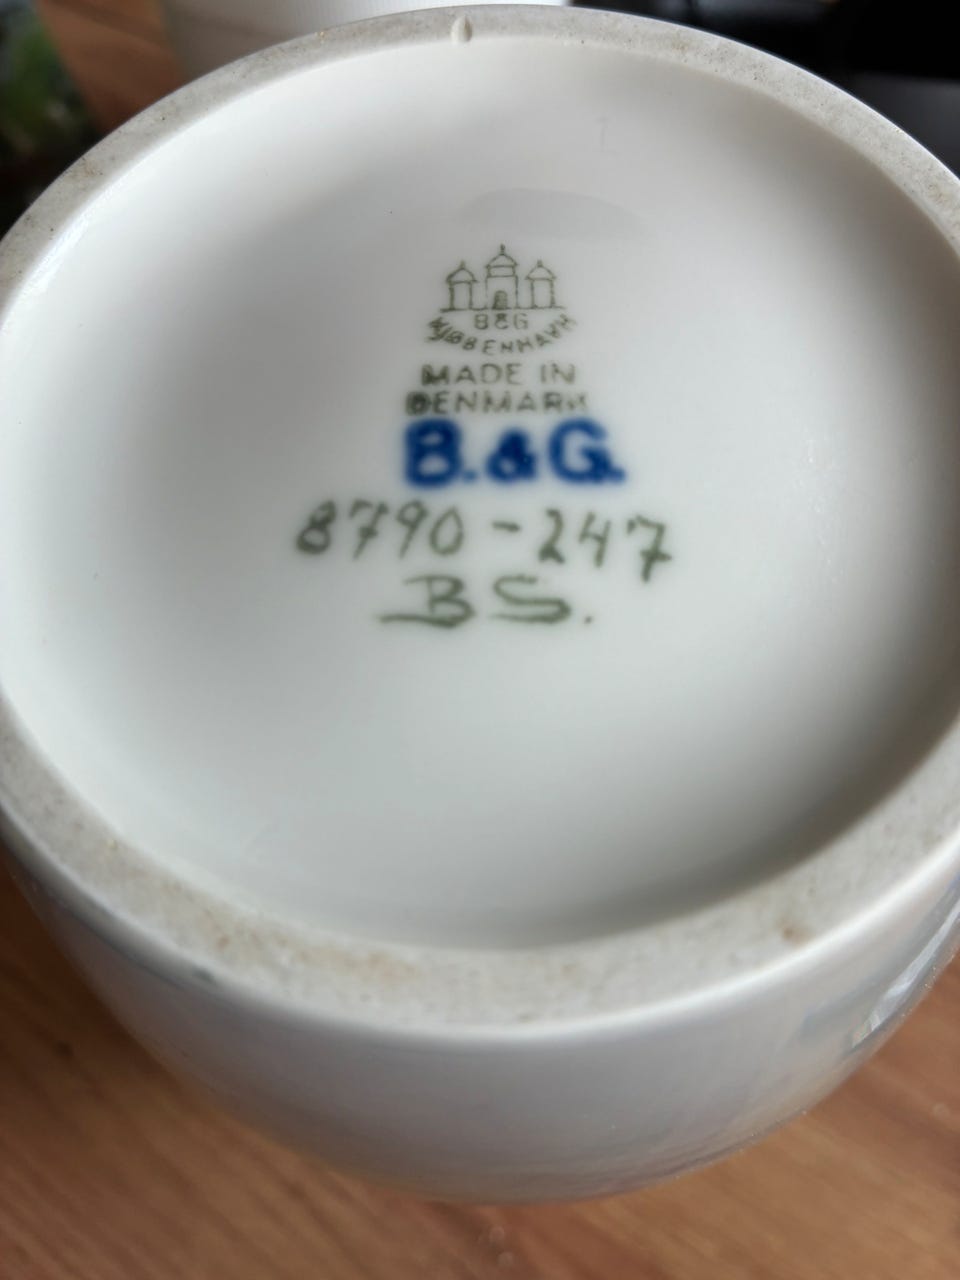 B&G
KJØBENHAVN
MADE IN
DENMARK
B.&G.
8790-247
BS.